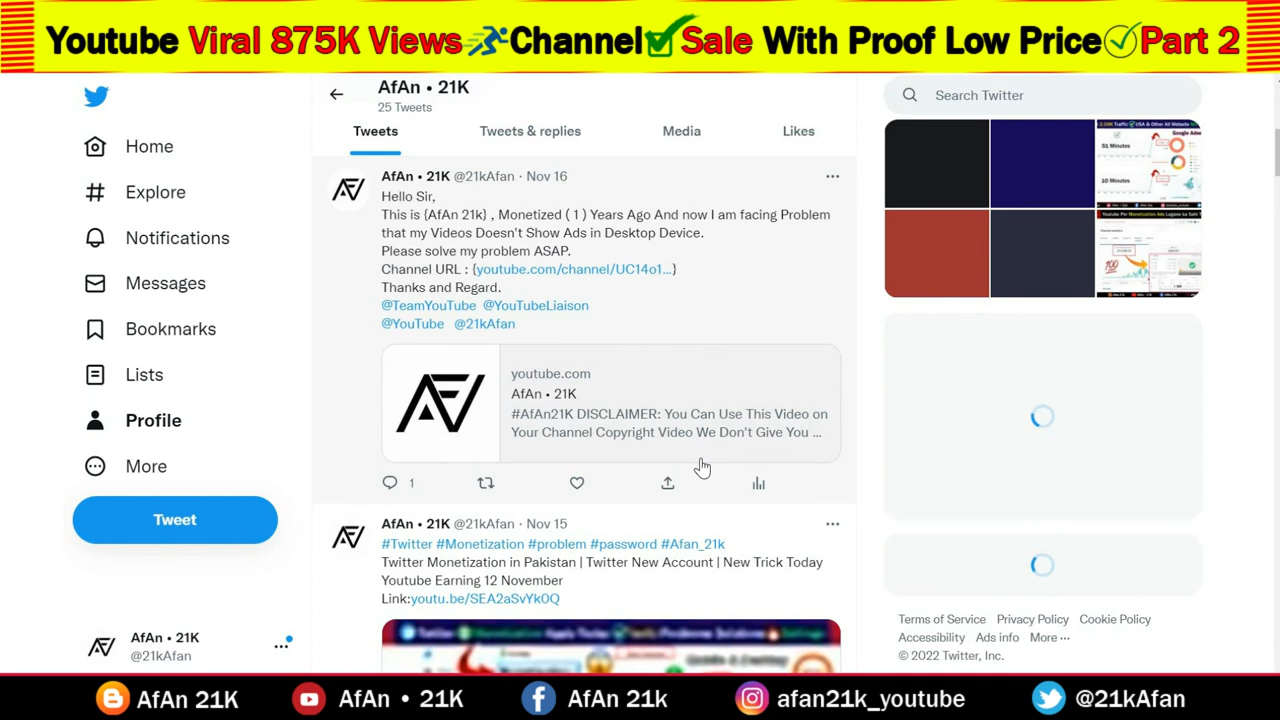 Youtube Viral 875K Views Channel Sale With Proof Low Price Part 2
AfAn • 21K
25 Tweets
Search Twitter
Tweets
Tweets & replies
Media
Likes
Home
Explore
Notifications
Messages
Bookmarks
Lists
Profile
More
Tweet
AfAn • 21K
@21kAfan
AfAn • 21K @21kAfan · Nov 16
Hello Sir,
This is (AfAn 21k) , Monetized ( 1 ) Years Ago And now I am facing Problem
that my Videos Doesn't Show Ads in Desktop Device.
Please solve my problem ASAP.
Channel URL : {youtube.com/channel/UC14o1...}
Thanks and Regard.
@TeamYouTube @YouTubeLiaison
@YouTube @21kAfan
youtube.com
AfAn • 21K
#AfAn21K DISCLAIMER: You Can Use This Video on
Your Channel Copyright Video We Don't Give You ...
1
AfAn • 21K @21kAfan · Nov 15
#Twitter #Monetization #problem #password #Afan_21k
Twitter Monetization in Pakistan | Twitter New Account | New Trick Today
Youtube Earning 12 November
Link:youtu.be/SEA2aSvYk0Q
51 Minutes
10 Minutes
Terms of Service Privacy Policy Cookie Policy
Accessibility Ads info More ···
© 2022 Twitter, Inc.
AfAn 21K
AfAn • 21K
AfAn 21k
afan21k_youtube
@21kAfan